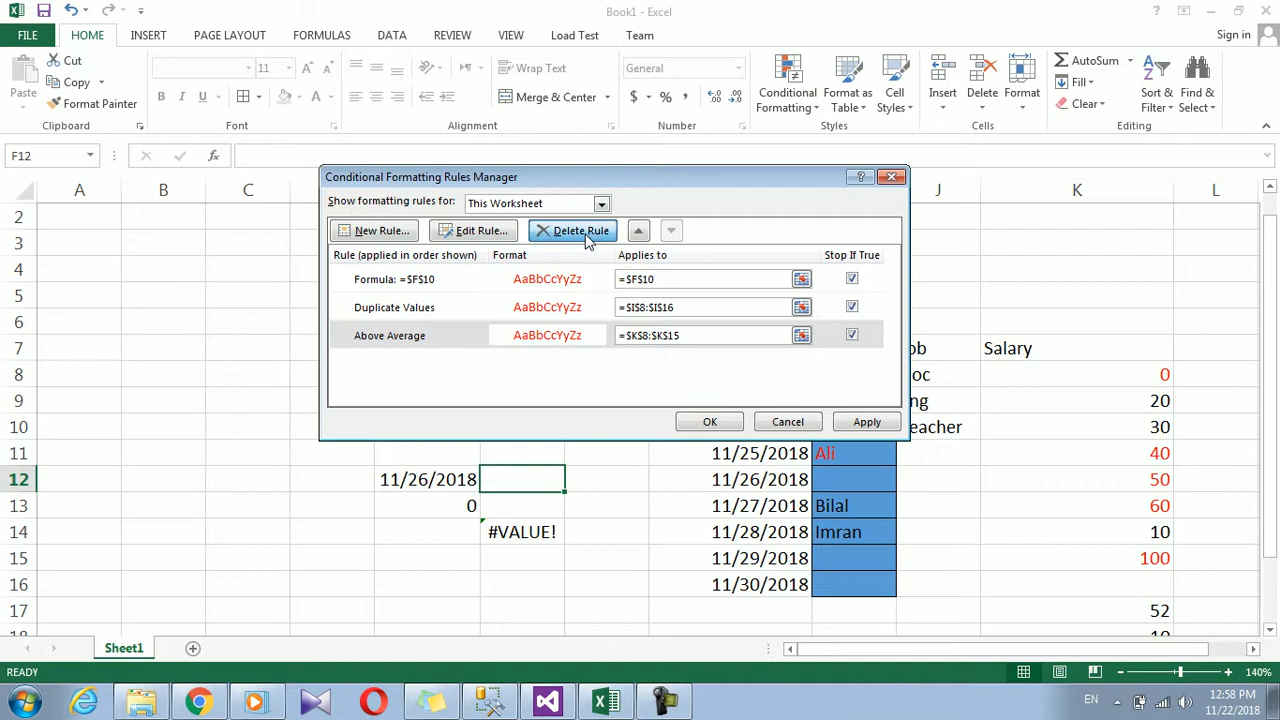 Book1 - Excel
FILE HOME INSERT PAGE LAYOUT FORMULAS DATA REVIEW VIEW Load Test Team Sign in
Paste Cut Copy Format Painter
11 B I U A A A
Wrap Text Merge & Center
General $ % ,
Conditional Formatting Format as Table Cell Styles
Insert Delete Format
AutoSum Fill Clear
Sort & Filter Find & Select
Clipboard Font Alignment Number Styles Cells Editing
F12 fx
Conditional Formatting Rules Manager
Show formatting rules for: This Worksheet
New Rule... Edit Rule... Delete Rule
Rule (applied in order shown) Format Applies to Stop If True
Formula: =$F$10 AaBbCcYyZz =$F$10
Duplicate Values AaBbCcYyZz =$I$8:$I$16
Above Average AaBbCcYyZz =$K$8:$K$15
OK Cancel Apply
A B C J K L
2
3
4
5
6
7 ob Salary
8 oc 0
9 ng 20
10 eacher 30
11 11/25/2018 Ali 40
12 11/26/2018 11/26/2018 50
13 0 11/27/2018 Bilal 60
14 #VALUE! 11/28/2018 Imran 10
15 11/29/2018 100
16 11/30/2018
17 52
18 10
Sheet1
READY 140%
EN 12:58 PM
11/22/2018